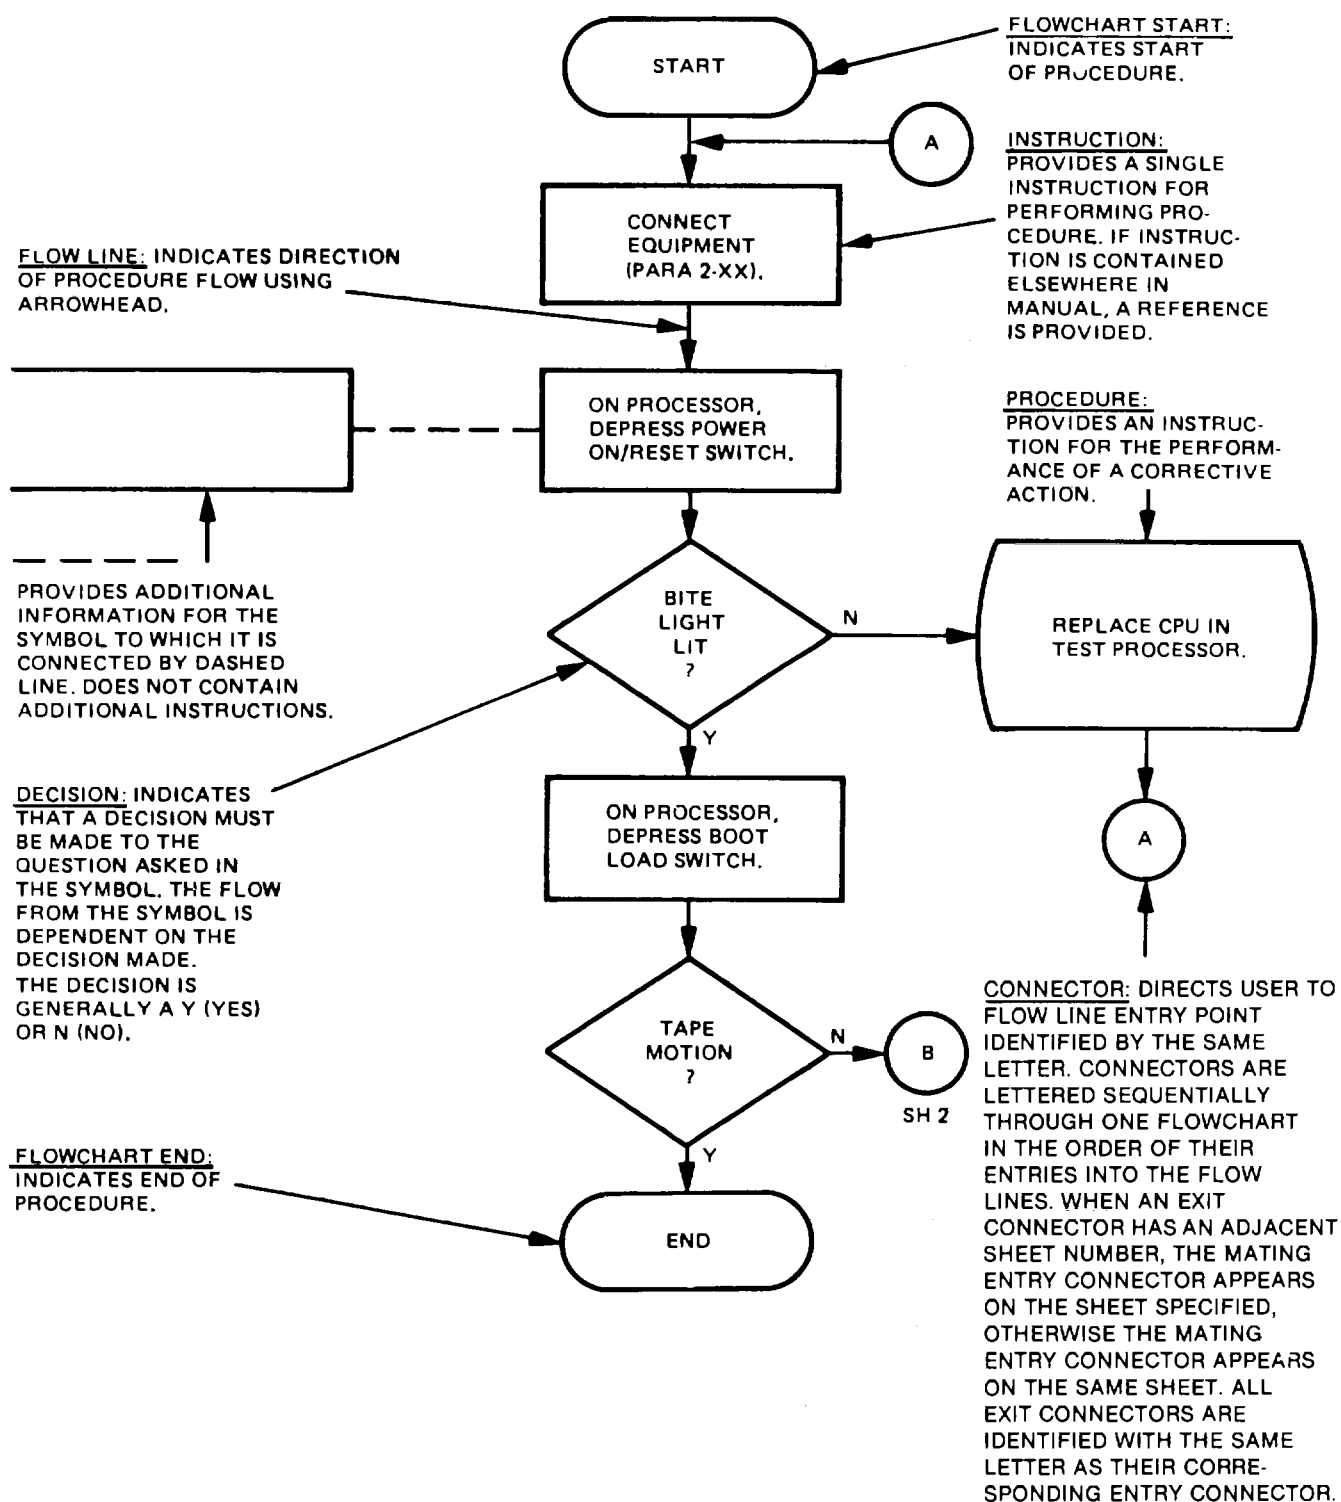 START
FLOWCHART START:
INDICATES START
OF PROCEDURE.
A
INSTRUCTION:
PROVIDES A SINGLE
INSTRUCTION FOR
PERFORMING PRO-
CEDURE. IF INSTRUC-
TION IS CONTAINED
ELSEWHERE IN
MANUAL, A REFERENCE
IS PROVIDED.
CONNECT
EQUIPMENT
(PARA 2-XX).
FLOW LINE: INDICATES DIRECTION
OF PROCEDURE FLOW USING
ARROWHEAD.
ON PROCESSOR,
DEPRESS POWER
ON/RESET SWITCH.
PROCEDURE:
PROVIDES AN INSTRUC-
TION FOR THE PERFORM-
ANCE OF A CORRECTIVE
ACTION.
PROVIDES ADDITIONAL
INFORMATION FOR THE
SYMBOL TO WHICH IT IS
CONNECTED BY DASHED
LINE. DOES NOT CONTAIN
ADDITIONAL INSTRUCTIONS.
BITE
LIGHT
LIT
?
N
REPLACE CPU IN
TEST PROCESSOR.
Y
DECISION: INDICATES
THAT A DECISION MUST
BE MADE TO THE
QUESTION ASKED IN
THE SYMBOL. THE FLOW
FROM THE SYMBOL IS
DEPENDENT ON THE
DECISION MADE.
THE DECISION IS
GENERALLY A Y (YES)
OR N (NO).
ON PROCESSOR,
DEPRESS BOOT
LOAD SWITCH.
A
TAPE
MOTION
?
N
B
SH 2
Y
CONNECTOR: DIRECTS USER TO
FLOW LINE ENTRY POINT
IDENTIFIED BY THE SAME
LETTER. CONNECTORS ARE
LETTERED SEQUENTIALLY
THROUGH ONE FLOWCHART
IN THE ORDER OF THEIR
ENTRIES INTO THE FLOW
LINES. WHEN AN EXIT
CONNECTOR HAS AN ADJACENT
SHEET NUMBER, THE MATING
ENTRY CONNECTOR APPEARS
ON THE SHEET SPECIFIED,
OTHERWISE THE MATING
ENTRY CONNECTOR APPEARS
ON THE SAME SHEET. ALL
EXIT CONNECTORS ARE
IDENTIFIED WITH THE SAME
LETTER AS THEIR CORRE-
SPONDING ENTRY CONNECTOR.
FLOWCHART END:
INDICATES END OF
PROCEDURE.
END